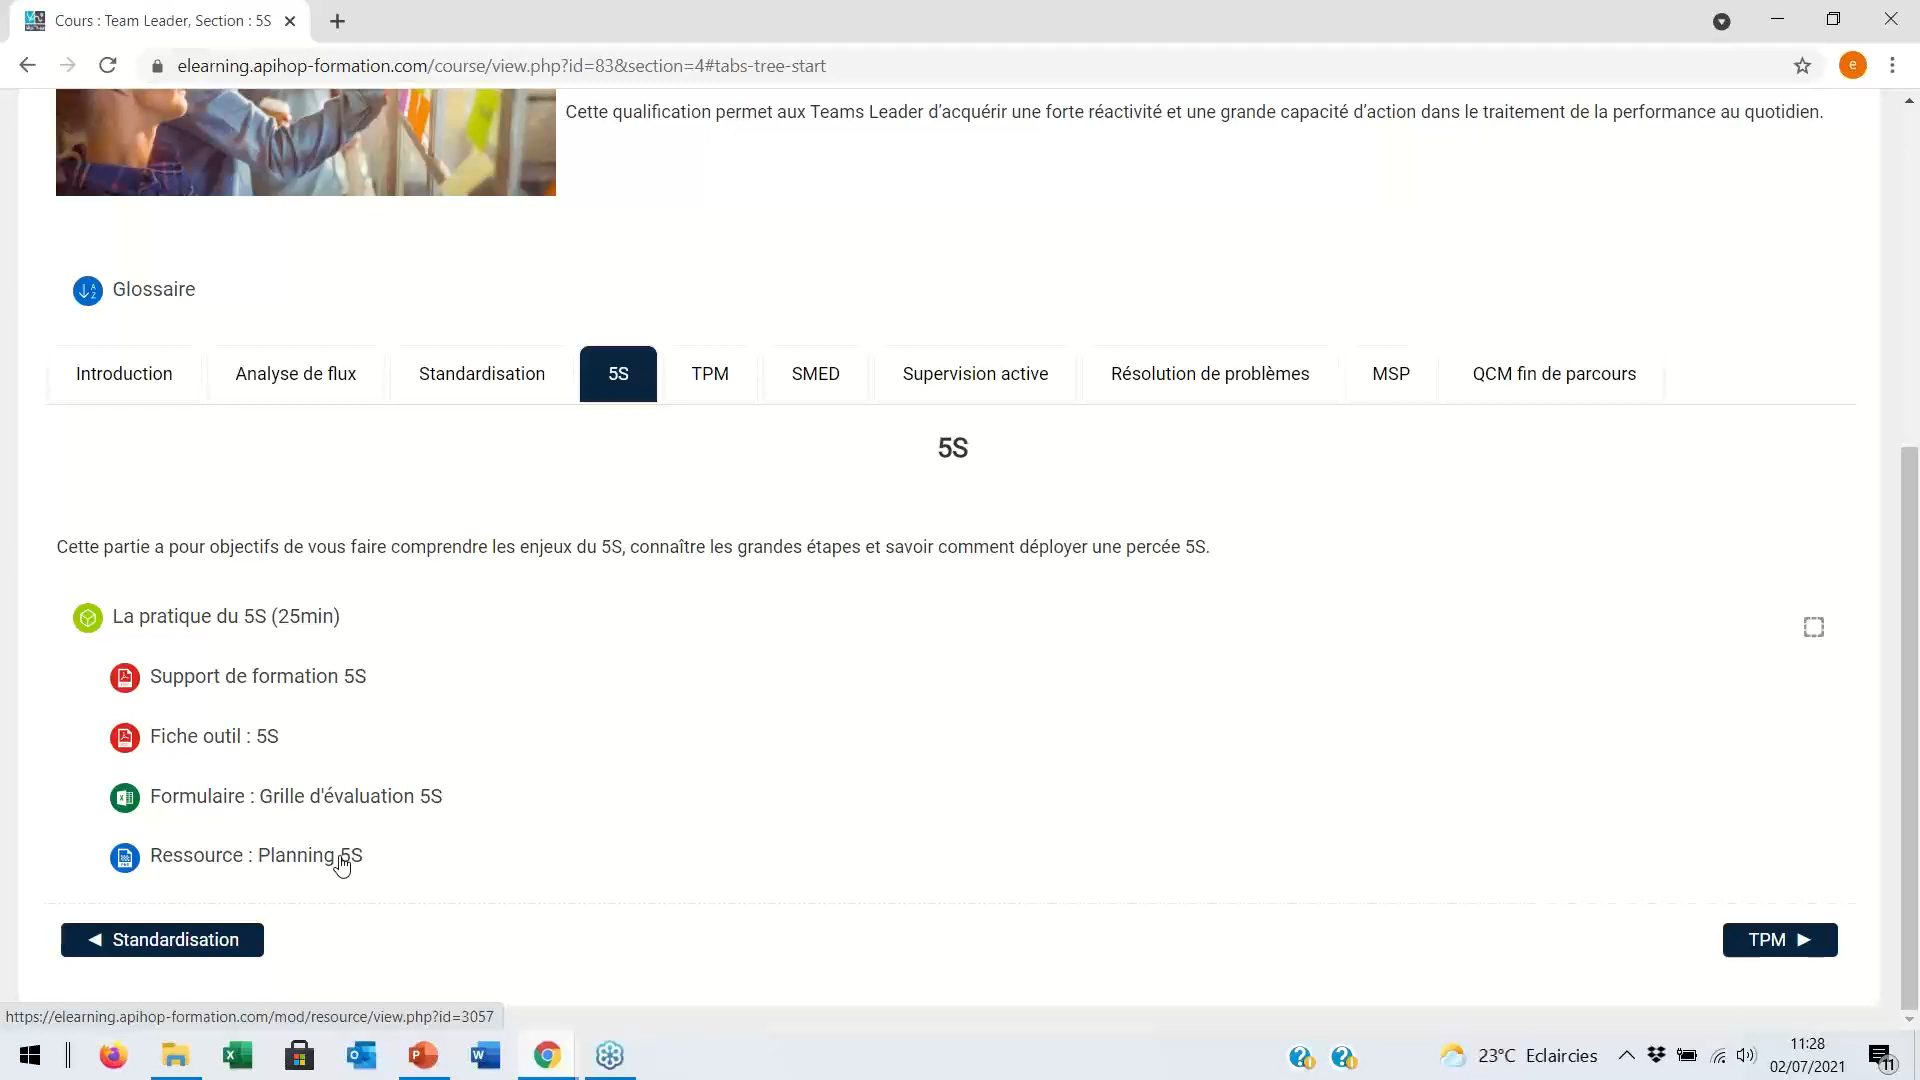 Cours : Team Leader, Section : 5S
elearning.apihop-formation.com/course/view.php?id=83&section=4#tabs-tree-start
e
Cette qualification permet aux Teams Leader d’acquérir une forte réactivité et une grande capacité d’action dans le traitement de la performance au quotidien.
Glossaire
Introduction Analyse de flux Standardisation 5S TPM SMED Supervision active Résolution de problèmes MSP QCM fin de parcours
5S
Cette partie a pour objectifs de vous faire comprendre les enjeux du 5S, connaître les grandes étapes et savoir comment déployer une percée 5S.
La pratique du 5S (25min)
Support de formation 5S
Fiche outil : 5S
Formulaire : Grille d'évaluation 5S
Ressource : Planning 5S
◄ Standardisation TPM ►
https://elearning.apihop-formation.com/mod/resource/view.php?id=3057
23°C Eclaircies
11:28
02/07/2021
11